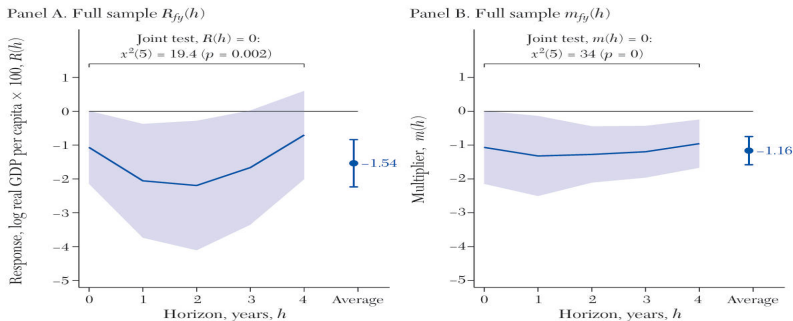 Panel A. Full sample Rfy(h)
Joint test, R(h) = 0:
x²(5) = 19.4 (p = 0.002)
Response, log real GDP per capita × 100, R(h)
1
0
−1
−2
−3
−4
−5
−1.54
0 1 2 3 4 Average
Horizon, years, h
Panel B. Full sample mfy(h)
Joint test, m(h) = 0:
x²(5) = 34 (p = 0)
Multiplier, m(h)
1
0
−1
−2
−3
−4
−5
−1.16
0 1 2 3 4 Average
Horizon, years, h